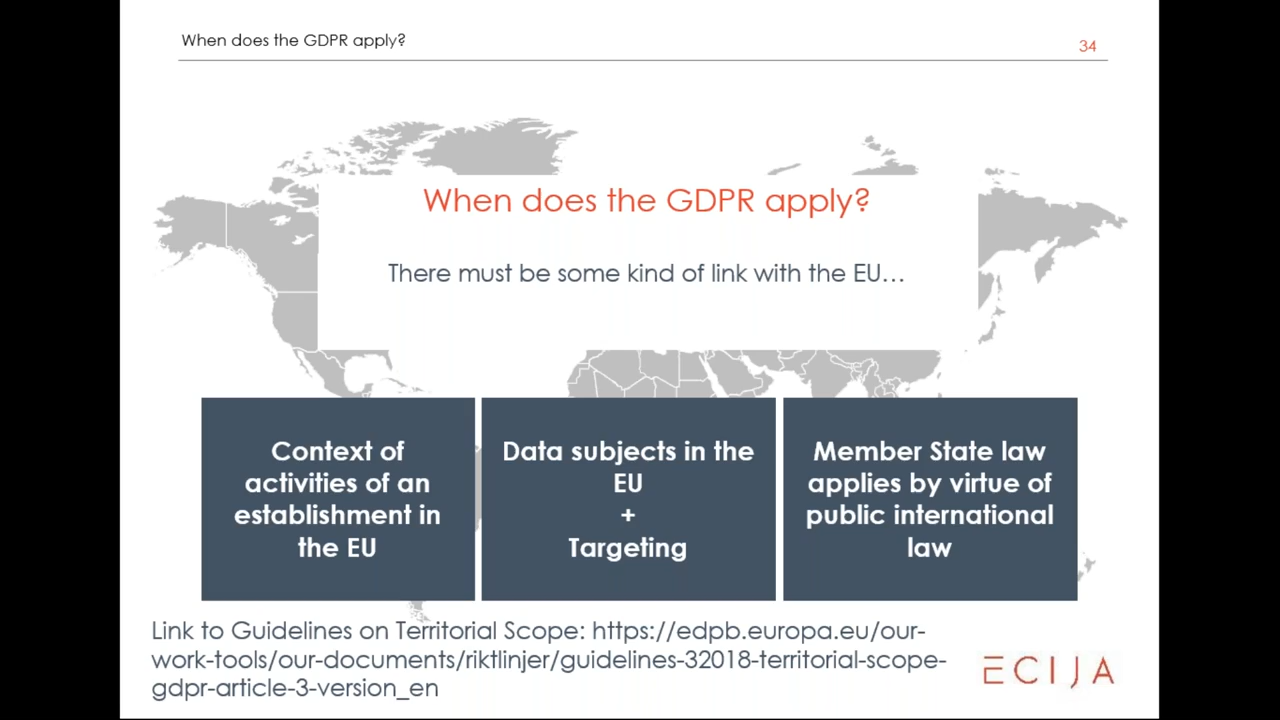 When does the GDPR apply?
34
When does the GDPR apply?
There must be some kind of link with the EU...
Context of
activities of an
establishment in
the EU
Data subjects in the
EU
+
Targeting
Member State law
applies by virtue of
public international
law
Link to Guidelines on Territorial Scope: https://edpb.europa.eu/our-
work-tools/our-documents/riktlinjer/guidelines-32018-territorial-scope-
gdpr-article-3-version_en
ECIJA